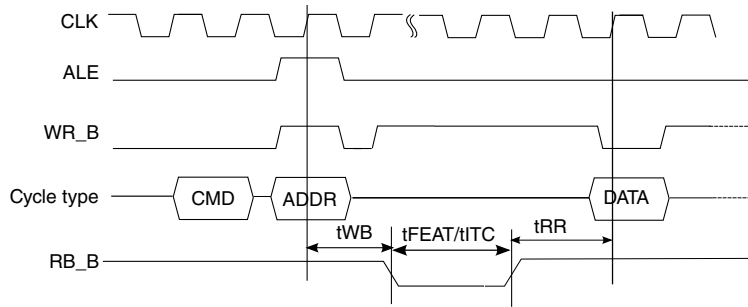 CLK
ALE
WR_B
Cycle type CMD ADDR DATA
tWB tFEAT/tITC tRR
RB_B